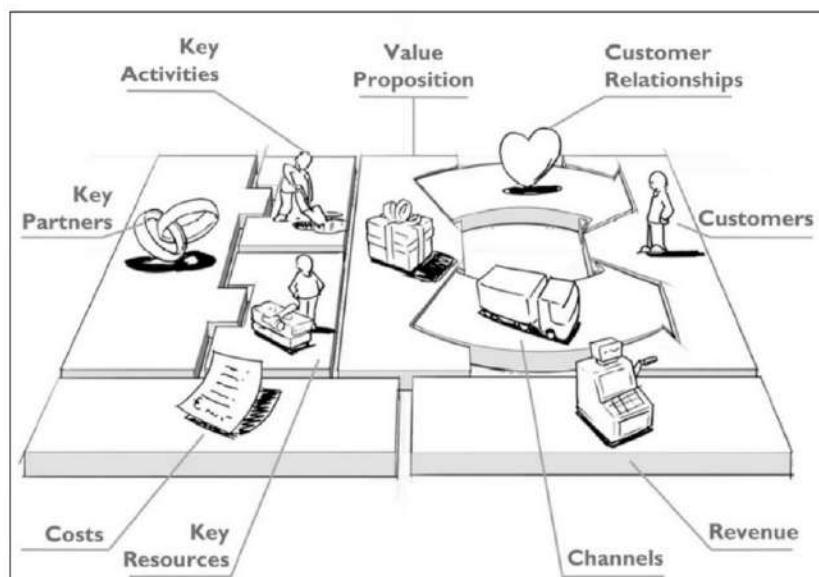 Key
Activities
Value
Proposition
Customer
Relationships
Key
Partners
Customers
Costs
Key
Resources
Channels
Revenue